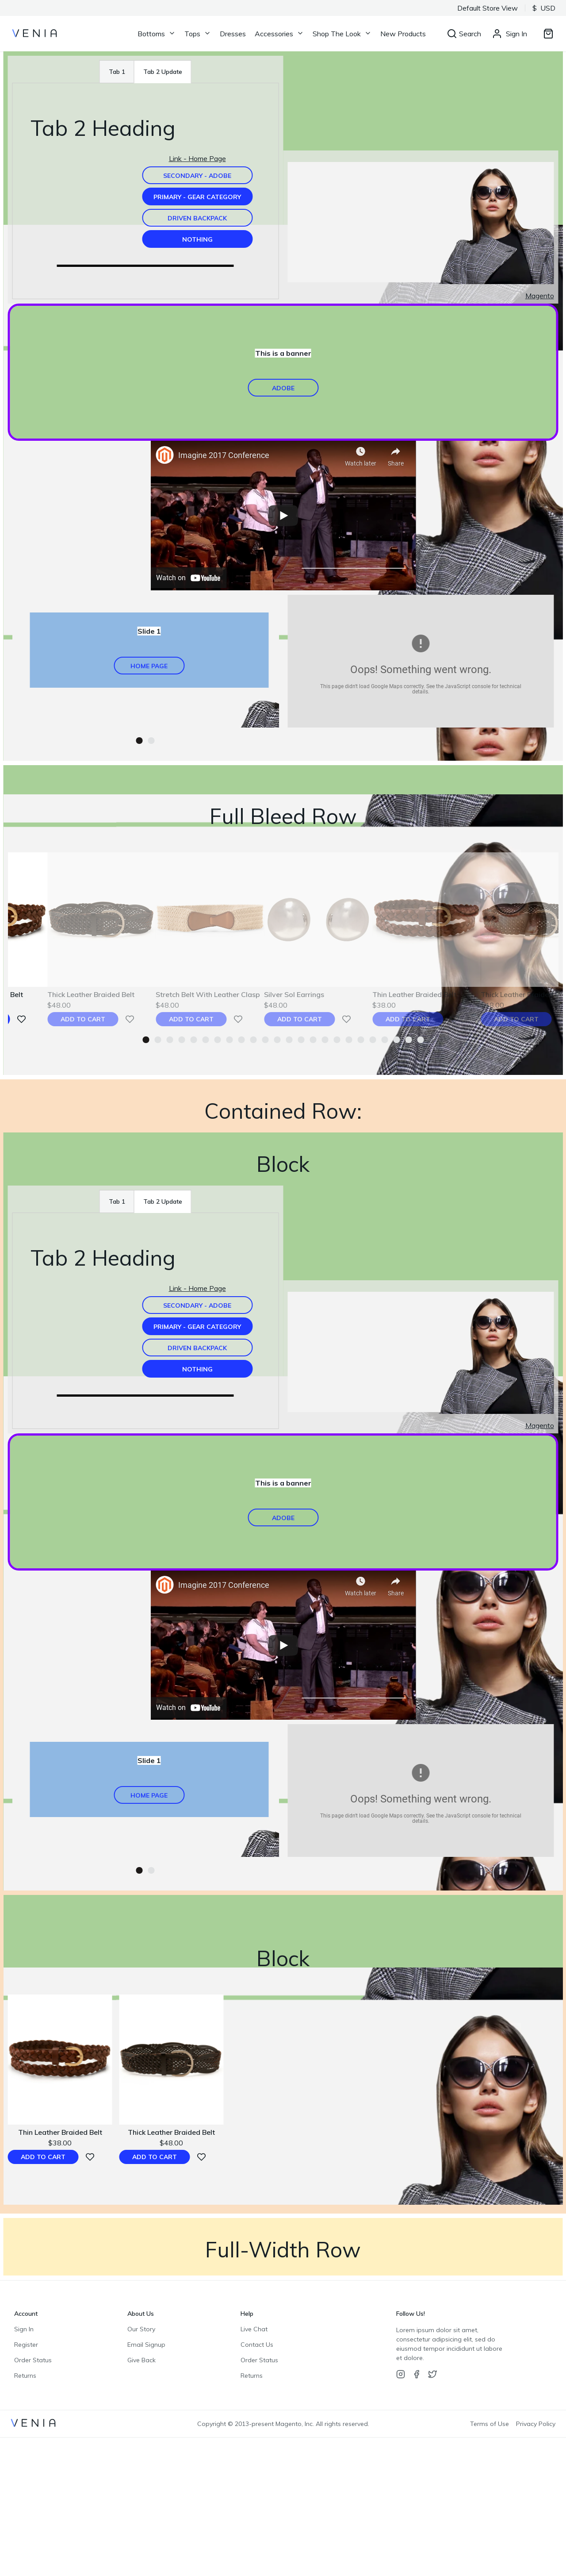 Default Store View $ USD
VENIA Bottoms Tops Dresses Accessories Shop The Look New Products Search Sign In
Tab 1 Tab 2 Update
Tab 2 Heading
Link - Home Page
SECONDARY - ADOBE
PRIMARY - GEAR CATEGORY
DRIVEN BACKPACK
NOTHING
Magento
This is a banner
ADOBE
Imagine 2017 Conference
Watch later Share
Watch on YouTube
Slide 1
HOME PAGE
Oops! Something went wrong.
This page didn't load Google Maps correctly. See the JavaScript console for technical
details.
Full Bleed Row
Belt Thick Leather Braided Belt Stretch Belt With Leather Clasp Silver Sol Earrings Thin Leather Braided
$48.00 $48.00 $48.00 $38.00
ADD TO CART ADD TO CART ADD TO CART ADD TO CART ADD TO CART
Contained Row:
Block
Tab 1 Tab 2 Update
Tab 2 Heading
Link - Home Page
SECONDARY - ADOBE
PRIMARY - GEAR CATEGORY
DRIVEN BACKPACK
NOTHING
Magento
This is a banner
ADOBE
Imagine 2017 Conference
Watch later Share
Watch on YouTube
Slide 1
HOME PAGE
Oops! Something went wrong.
This page didn't load Google Maps correctly. See the JavaScript console for technical
details.
Block
Thin Leather Braided Belt Thick Leather Braided Belt
$38.00 $48.00
ADD TO CART ADD TO CART
Full-Width Row
Account About Us Help Follow Us!
Sign In Our Story Live Chat
Register Email Signup Contact Us
Order Status Give Back Order Status
Returns Returns
Lorem ipsum dolor sit amet,
consectetur adipsicing elit, sed do
eiusmod tempor incididunt ut labore
et dolore.
VENIA Copyright © 2013-present Magento, Inc. All rights reserved. Terms of Use Privacy Policy